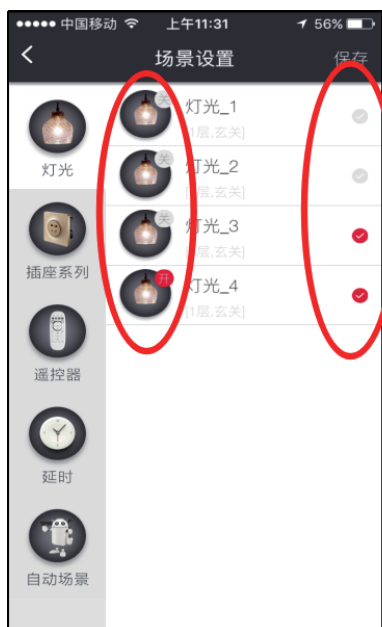 中国移动 上午11:31 56%
场景设置 保存
灯光
插座系列
遥控器
延时
自动场景
关 灯光_1
[1层,玄关]
关 灯光_2
层,玄关]
关 灯光_3
层,玄关]
开 灯光_4
[1层,玄关]